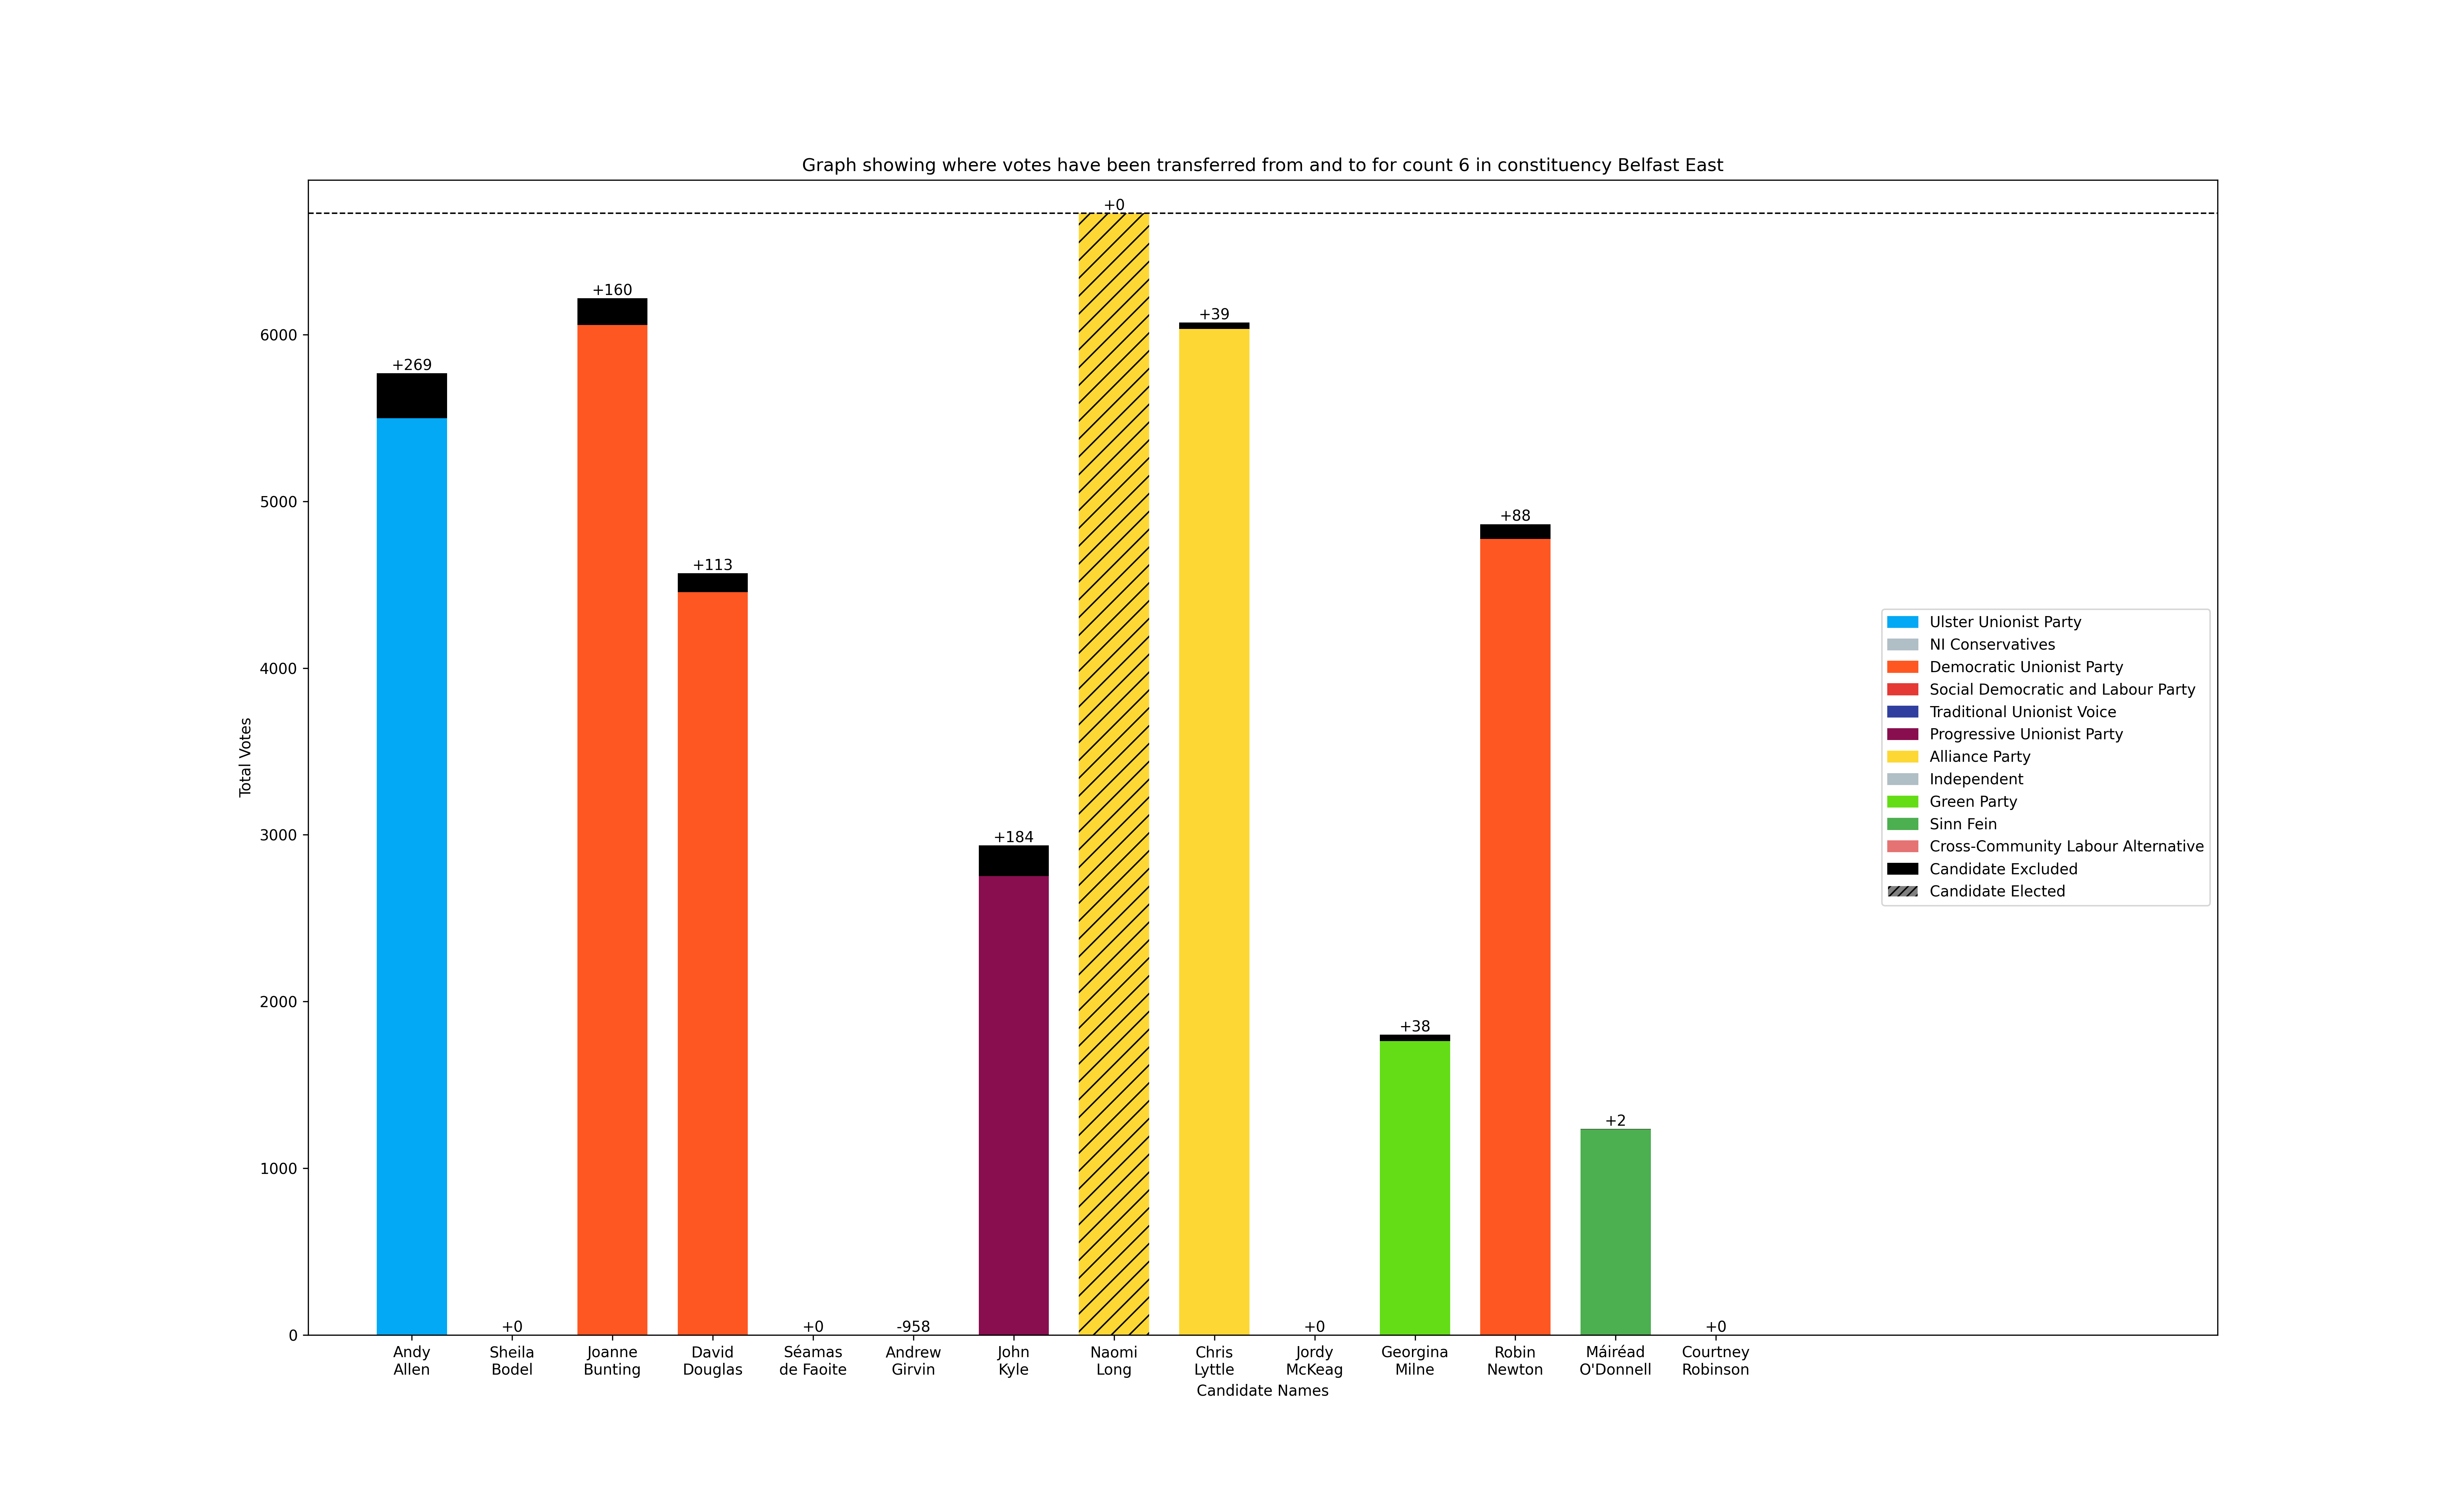 Graph showing where votes have been transferred from and to for count 6 in constituency Belfast East
Total Votes
6000
5000
4000
3000
2000
1000
0
+269
+0
+160
+113
+0
-958
+184
+0
+39
+0
+38
+88
+2
+0
Andy
Allen
Sheila
Bodel
Joanne
Bunting
David
Douglas
Séamas
de Faoite
Andrew
Girvin
John
Kyle
Naomi
Long
Chris
Lyttle
Jordy
McKeag
Georgina
Milne
Robin
Newton
Máiréad
O'Donnell
Courtney
Robinson
Candidate Names
Ulster Unionist Party
NI Conservatives
Democratic Unionist Party
Social Democratic and Labour Party
Traditional Unionist Voice
Progressive Unionist Party
Alliance Party
Independent
Green Party
Sinn Fein
Cross-Community Labour Alternative
Candidate Excluded
Candidate Elected